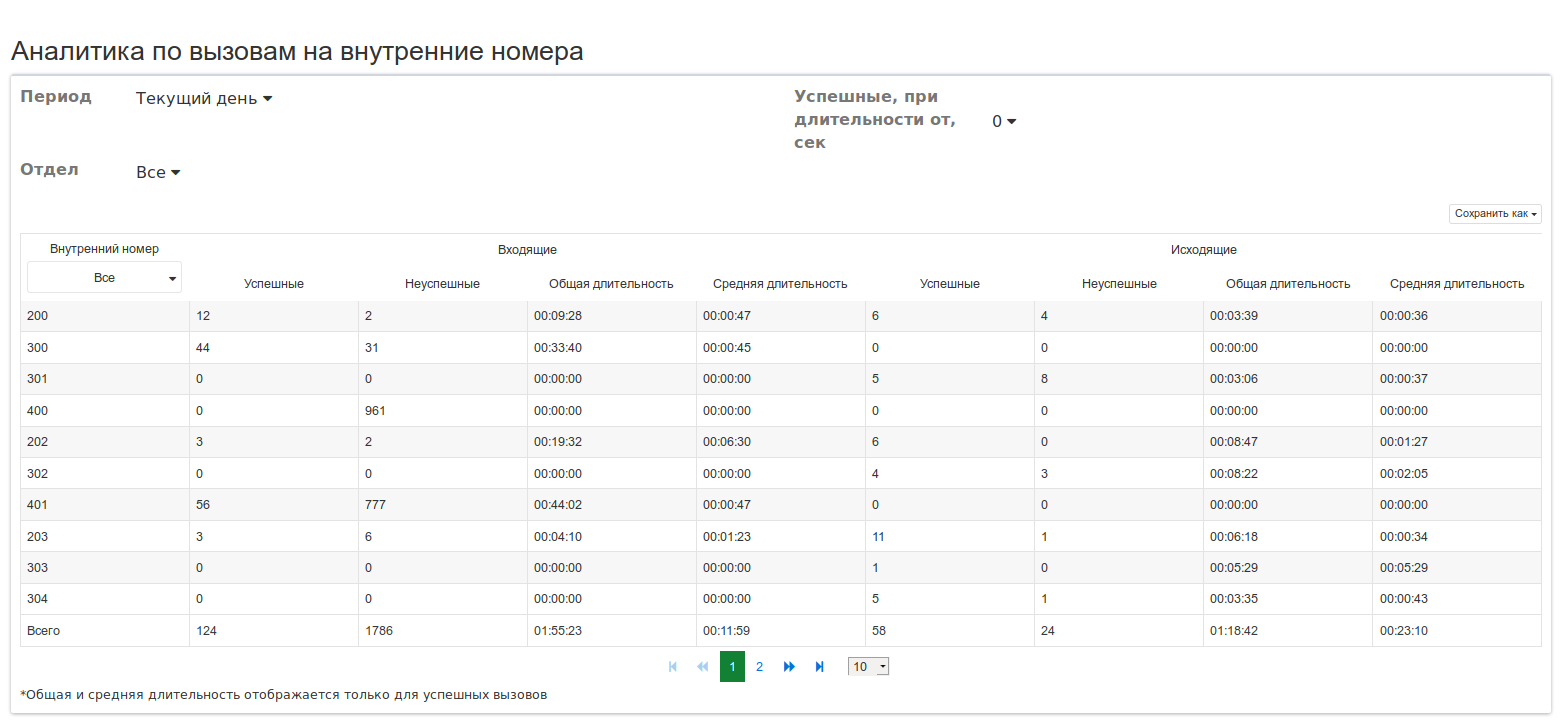 Аналитика по вызовам на внутренние номера
Период Текущий день Успешные, при длительности от, сек 0
Отдел Все
Сохранить как
Внутренний номер Входящие Исходящие
Все Успешные Неуспешные Общая длительность Средняя длительность Успешные Неуспешные Общая длительность Средняя длительность
200 12 2 00:09:28 00:00:47 6 4 00:03:39 00:00:36
300 44 31 00:33:40 00:00:45 0 0 00:00:00 00:00:00
301 0 0 00:00:00 00:00:00 5 8 00:03:06 00:00:37
400 0 961 00:00:00 00:00:00 0 0 00:00:00 00:00:00
202 3 2 00:19:32 00:06:30 6 0 00:08:47 00:01:27
302 0 0 00:00:00 00:00:00 4 3 00:08:22 00:02:05
401 56 777 00:44:02 00:00:47 0 0 00:00:00 00:00:00
203 3 6 00:04:10 00:01:23 11 1 00:06:18 00:00:34
303 0 0 00:00:00 00:00:00 1 0 00:05:29 00:05:29
304 0 0 00:00:00 00:00:00 5 1 00:03:35 00:00:43
Всего 124 1786 01:55:23 00:11:59 58 24 01:18:42 00:23:10
1 2 10
*Общая и средняя длительность отображается только для успешных вызовов